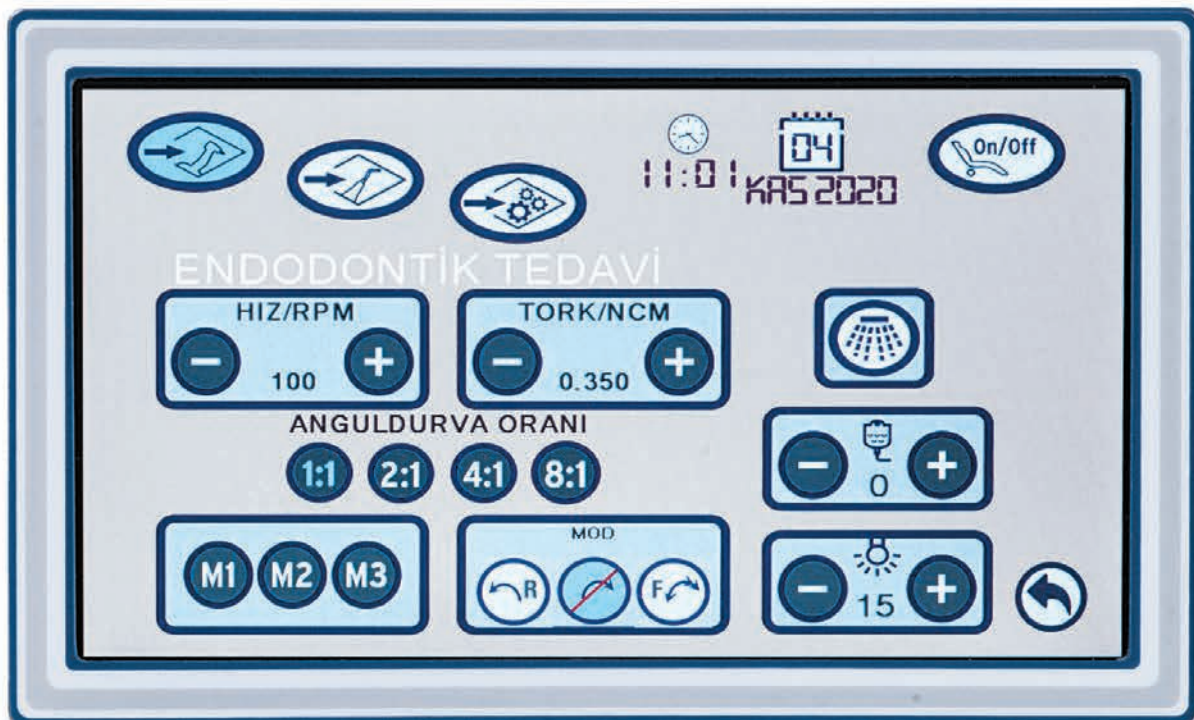 11:01
04
KAS 2020
On/Off
ENDODONTİK TEDAVİ
HIZ/RPM
TORK/NCM
100
0.350
ANGULDURVA ORANI
1:1 2:1 4:1 8:1
0
M1 M2 M3
MOD
R
F
15